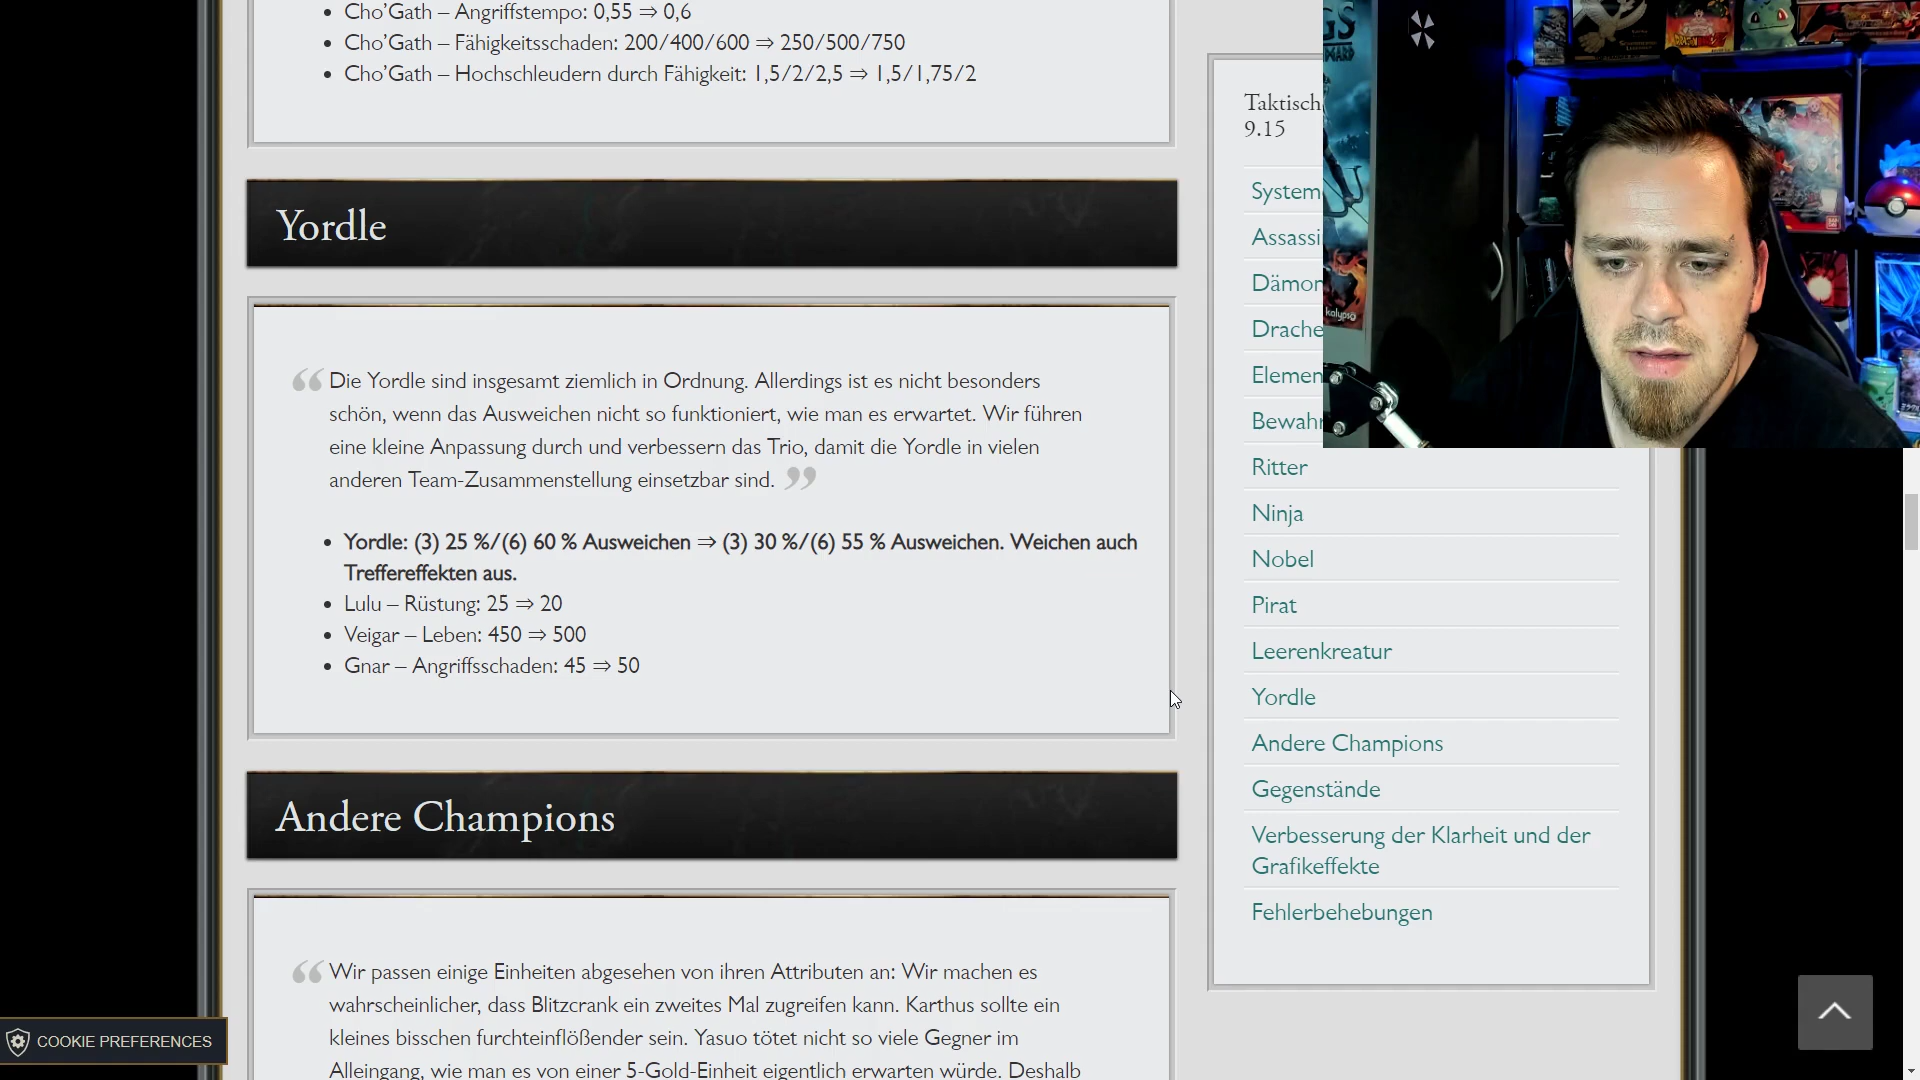 Cho’Gath – Angriffstempo: 0,55 ⇒ 0,6
Cho’Gath – Fähigkeitsschaden: 200/400/600 ⇒ 250/500/750
Cho’Gath – Hochschleudern durch Fähigkeit: 1,5/2/2,5 ⇒ 1,5/1,75/2
Yordle
“Die Yordle sind insgesamt ziemlich in Ordnung. Allerdings ist es nicht besonders
schön, wenn das Ausweichen nicht so funktioniert, wie man es erwartet. Wir führen
eine kleine Anpassung durch und verbessern das Trio, damit die Yordle in vielen
anderen Team-Zusammenstellung einsetzbar sind. ”
Yordle: (3) 25 %/(6) 60 % Ausweichen ⇒ (3) 30 %/(6) 55 % Ausweichen. Weichen auch
Treffereffekten aus.
Lulu – Rüstung: 25 ⇒ 20
Veigar – Leben: 450 ⇒ 500
Gnar – Angriffsschaden: 45 ⇒ 50
Andere Champions
“Wir passen einige Einheiten abgesehen von ihren Attributen an: Wir machen es
wahrscheinlicher, dass Blitzcrank ein zweites Mal zugreifen kann. Karthus sollte ein
kleines bisschen furchteinflößender sein. Yasuo tötet nicht so viele Gegner im
Alleingang, wie man es von einer 5-Gold-Einheit eigentlich erwarten würde. Deshalb
Taktisch
9.15
System
Assassi
Dämon
Drache
Elemen
Bewahr
Ritter
Ninja
Nobel
Pirat
Leerenkreatur
Yordle
Andere Champions
Gegenstände
Verbesserung der Klarheit und der
Grafikeffekte
Fehlerbehebungen
COOKIE PREFERENCES
kalypso